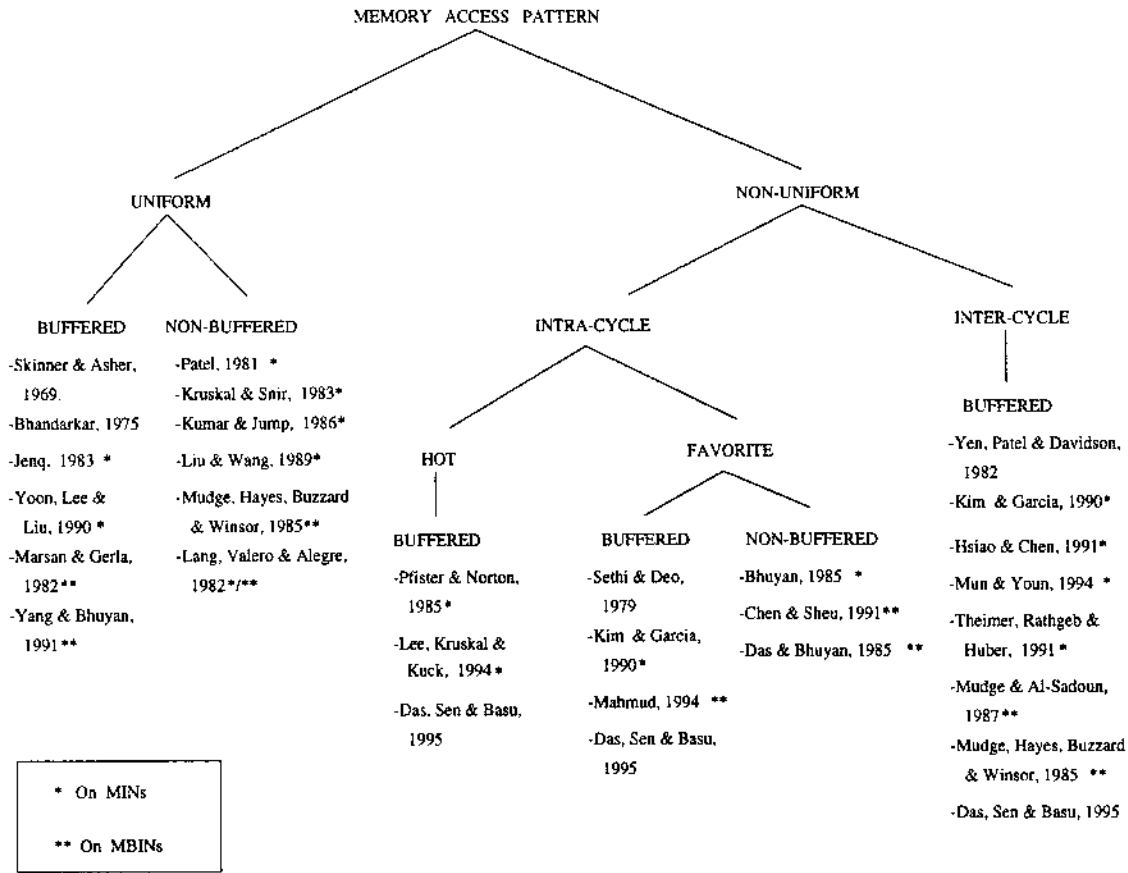 MEMORY ACCESS PATTERN
UNIFORM
NON-UNIFORM
BUFFERED
-Skinner & Asher,
1969.
-Bhandarkar, 1975
-Jenq. 1983 *
-Yoon, Lee &
Liu, 1990 *
-Marsan & Gerla,
1982**
-Yang & Bhuyan,
1991**
NON-BUFFERED
-Patel, 1981 *
-Kruskal & Snir, 1983*
-Kumar & Jump, 1986*
-Liu & Wang, 1989*
-Mudge, Hayes, Buzzard
& Winsor, 1985**
-Lang, Valero & Alegre,
1982*/**
INTRA-CYCLE
HOT
BUFFERED
-Pfister & Norton,
1985*
-Lee, Kruskal &
Kuck, 1994*
-Das. Sen & Basu,
1995
FAVORITE
BUFFERED
-Sethi & Deo,
1979
-Kim & Garcia,
1990*
-Mahmud, 1994 **
-Das, Sen & Basu,
1995
NON-BUFFERED
-Bhuyan, 1985 *
-Chen & Sheu, 1991**
-Das & Bhuyan, 1985 **
INTER-CYCLE
BUFFERED
-Yen, Patel & Davidson,
1982
-Kim & Garcia, 1990*
-Hsiao & Chen, 1991*
-Mun & Youn, 1994 *
-Theimer, Rathgeb &
Huber, 1991 *
-Mudge & Al-Sadoun,
1987**
-Mudge, Hayes, Buzzard
& Winsor, 1985 **
-Das, Sen & Basu, 1995
* On MINs
** On MBINs